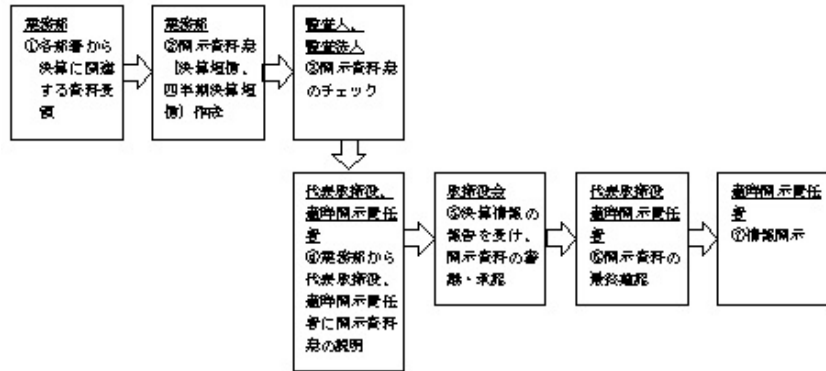 業務部
①各部署から
決算に関連
する資料受
領
業務部
②開示資料案
(決算短信、
四半期決算短
信)作成
監査人、
監査法人
③開示資料案
のチェック
代表取締役、
適時開示責任
者
④業務部から
代表取締役、
適時開示責任
者に開示資料
案の説明
取締役会
⑤決算情報の
報告を受け、
開示資料の審
議・承認
代表取締役
適時開示責任
者
⑥開示資料の
最終確認
適時開示責任
者
⑦情報開示